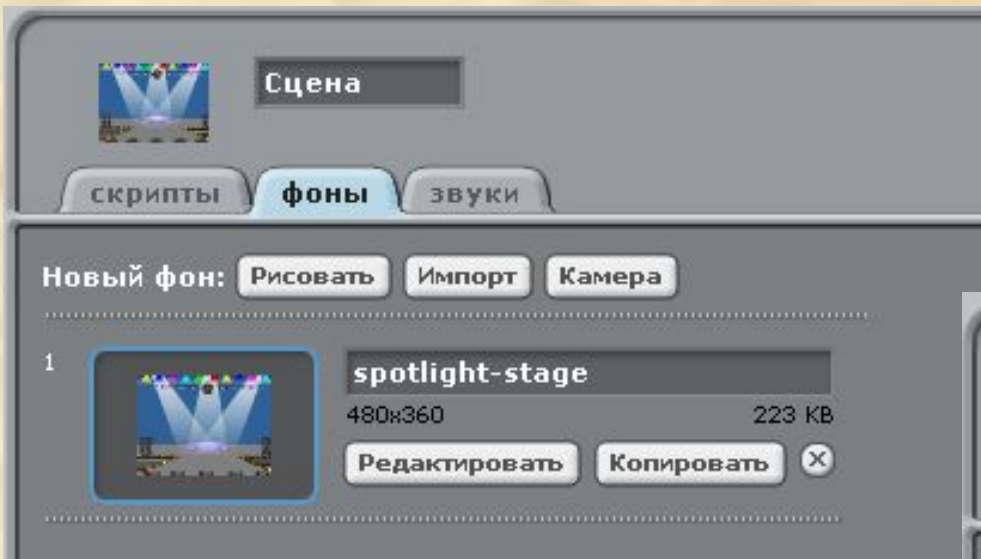 Сцена
скрипты фоны звуки
Новый фон: Рисовать Импорт Камера
1
spotlight-stage
480x360 223 KB
Редактировать Копировать